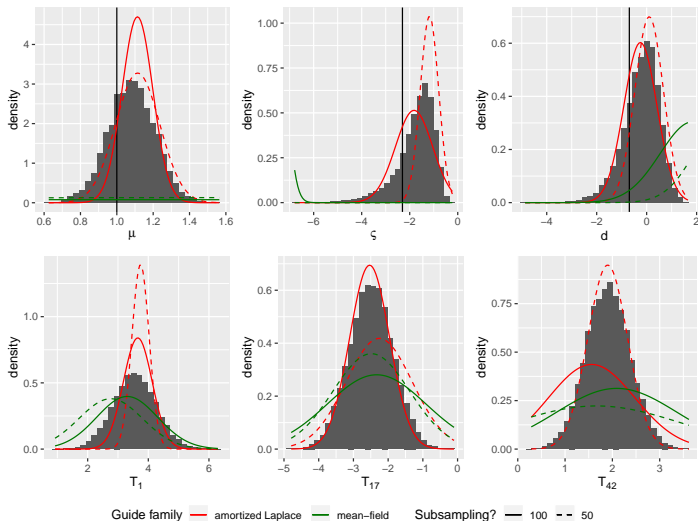 density
4
3
2
1
0
0.6 0.8 1.0 1.2 1.4 1.6
μ
density
1.00
0.75
0.50
0.25
0.00
−6 −4 −2 0
ς
density
0.6
0.4
0.2
0.0
−4 −2 0 2
d
density
1.0
0.5
0.0
2 4 6
T1
density
0.6
0.4
0.2
0.0
−5 −4 −3 −2 −1 0
T17
density
0.75
0.50
0.25
0.00
0 1 2 3
T42
Guide family amortized Laplace mean−field Subsampling? 100 50